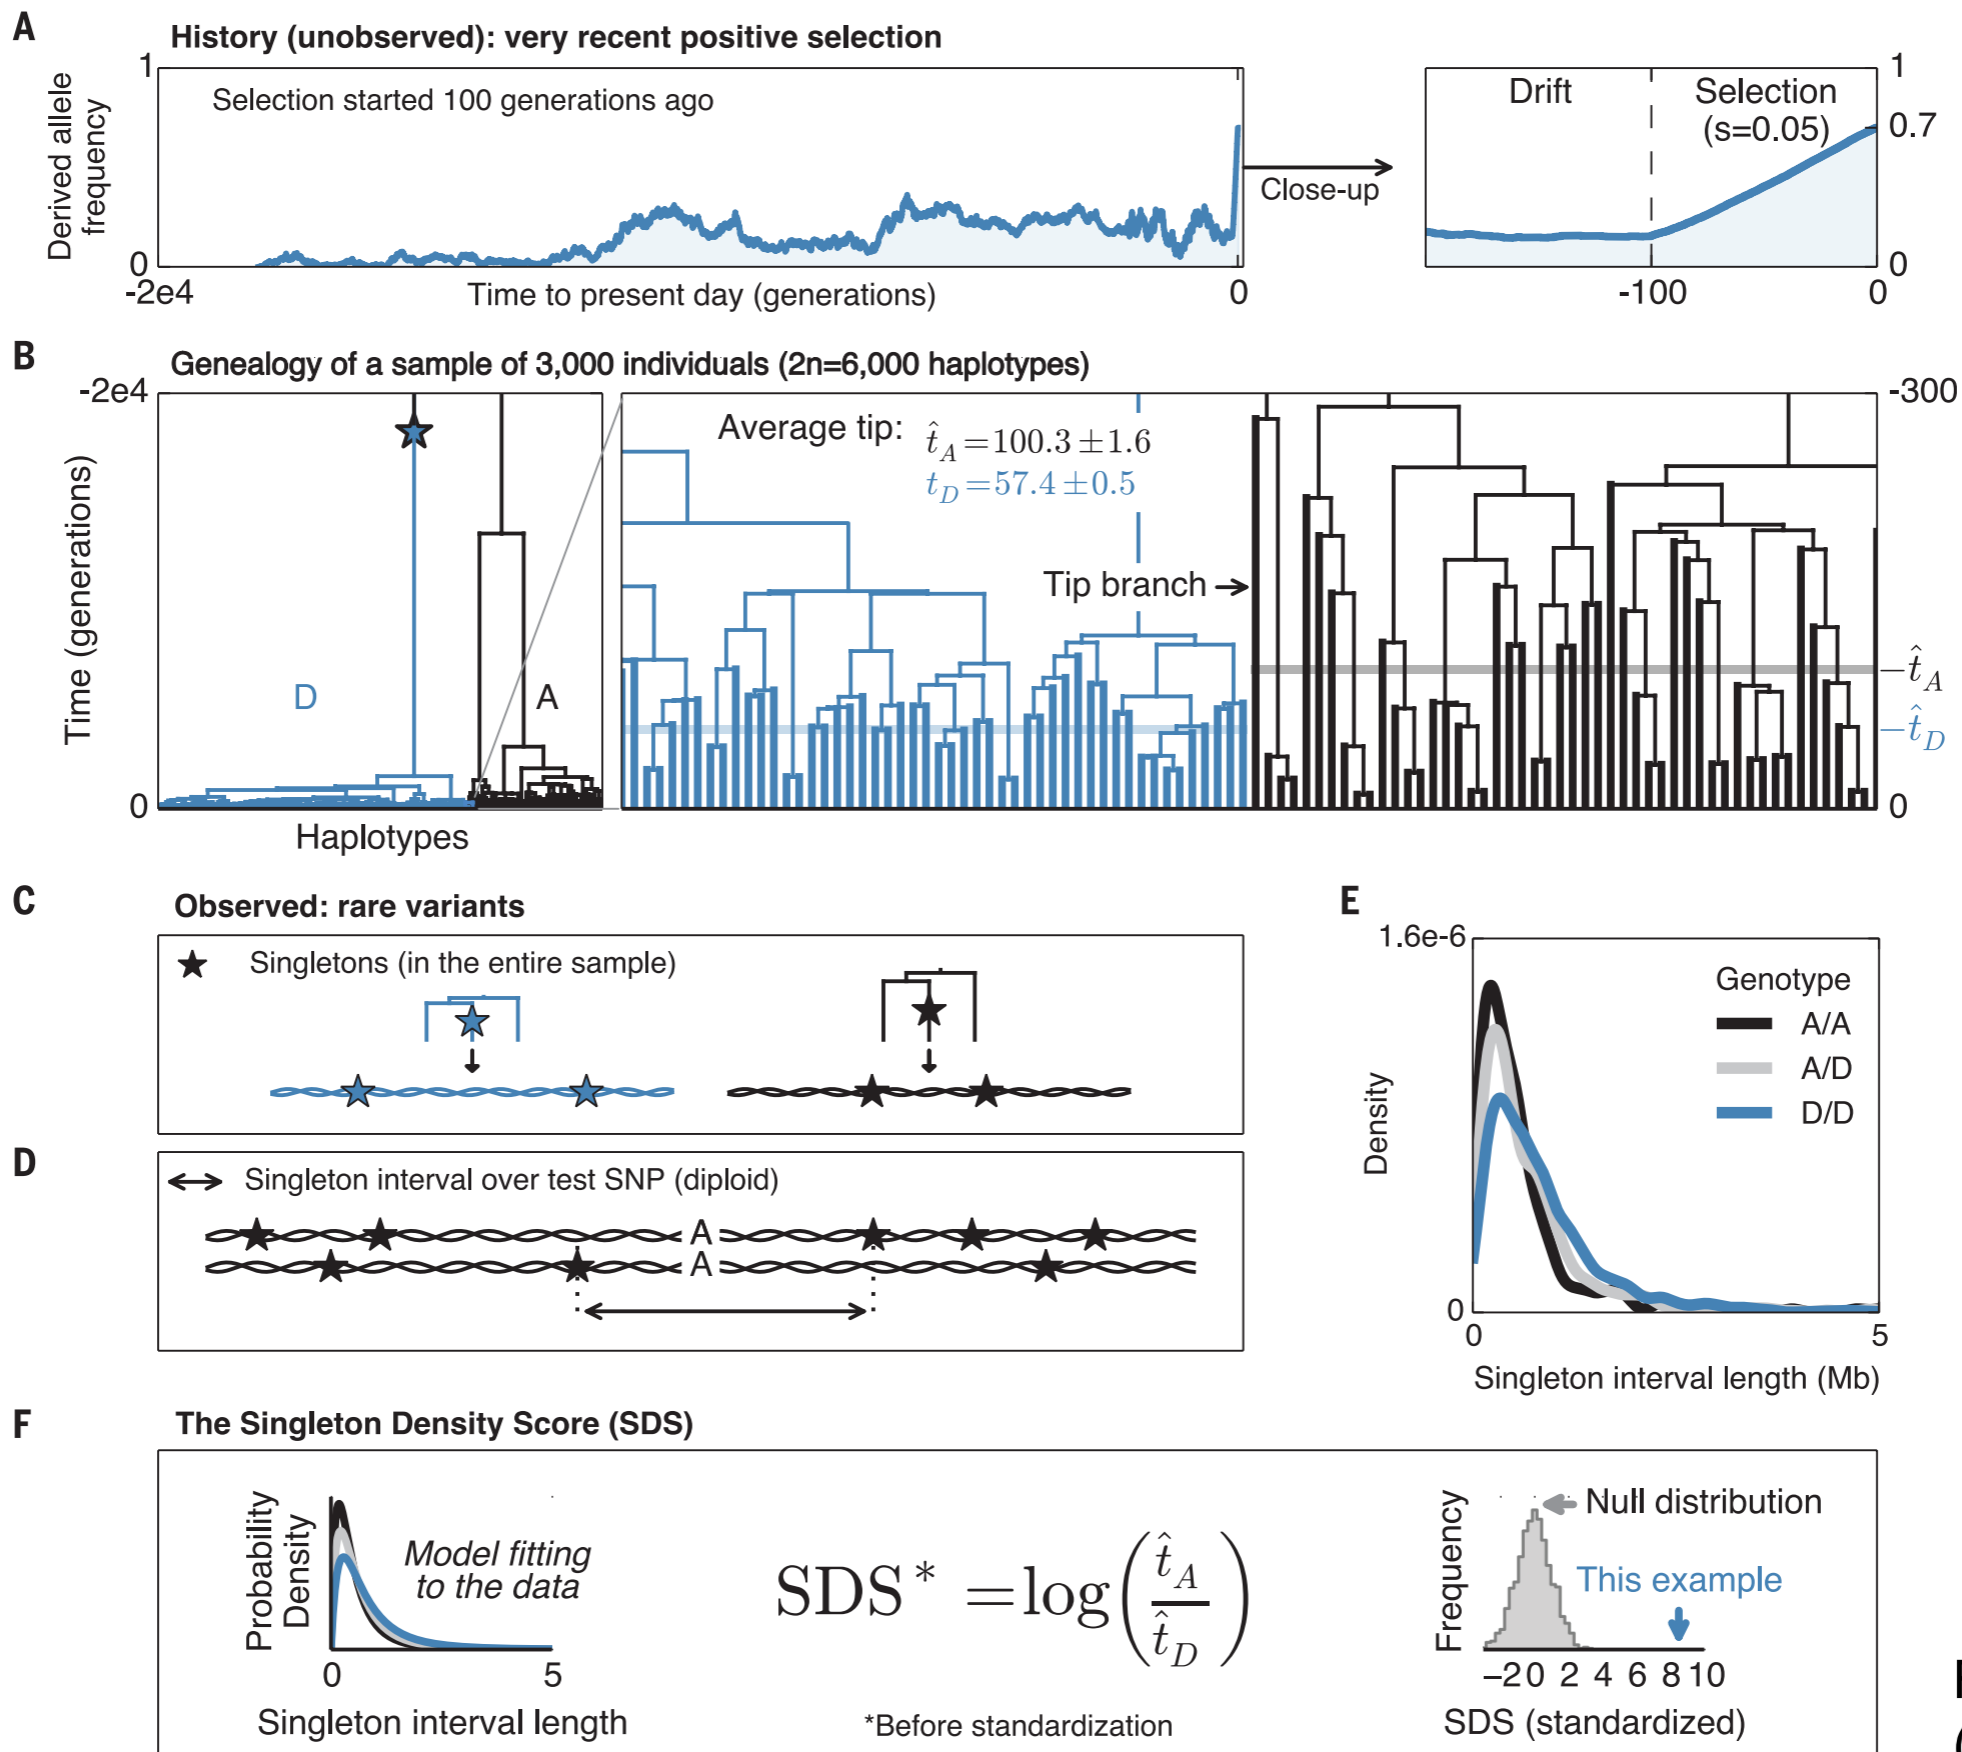 A
History (unobserved): very recent positive selection
Derived allele
frequency
1
0
Selection started 100 generations ago
-2e4
Time to present day (generations)
0
Close-up
Drift
Selection
(s=0.05)
1
0.7
0
-100
0
B
Genealogy of a sample of 3,000 individuals (2n=6,000 haplotypes)
Time (generations)
-2e4
0
D
A
Haplotypes
Average tip:
t̂_A=100.3±1.6
t_D=57.4±0.5
Tip branch
-300
t̂_A
t̂_D
0
C
Observed: rare variants
Singletons (in the entire sample)
D
Singleton interval over test SNP (diploid)
A
A
E
1.6e-6
Density
0
Genotype
A/A
A/D
D/D
0
5
Singleton interval length (Mb)
F
The Singleton Density Score (SDS)
Probability
Density
Model fitting
to the data
0
5
Singleton interval length
SDS* = log(t̂_A / t̂_D)
*Before standardization
Frequency
Null distribution
This example
−2 0 2 4 6 8 10
SDS (standardized)